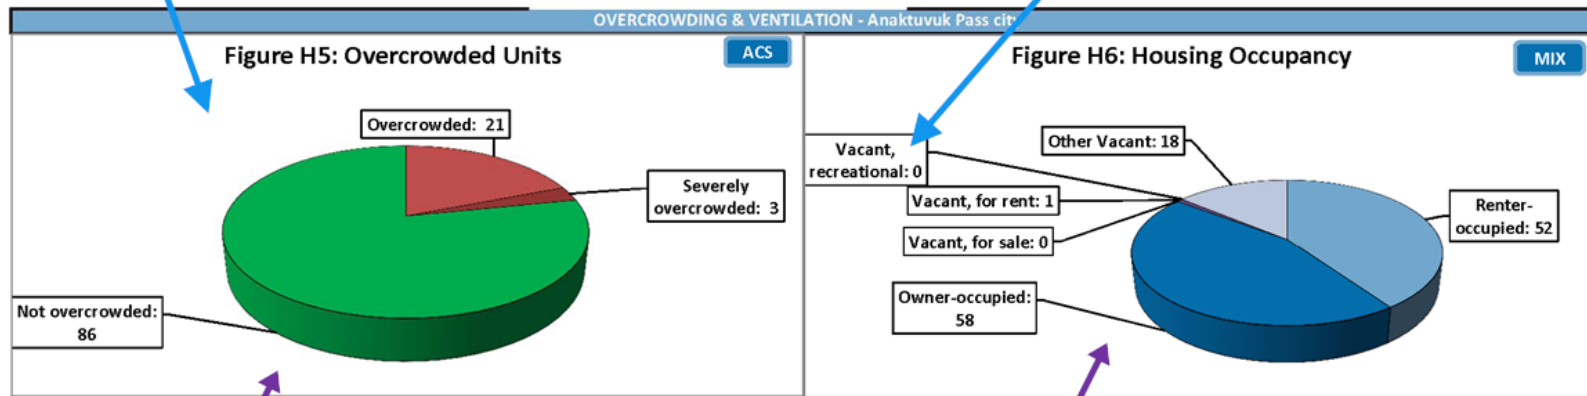 OVERCROWDING & VENTILATION - Anaktuvuk Pass city
Figure H5: Overcrowded Units
ACS
Overcrowded: 21
Severely
overcrowded: 3
Not overcrowded:
86
Figure H6: Housing Occupancy
MIX
Vacant,
recreational: 0
Other Vacant: 18
Vacant, for rent: 1
Vacant, for sale: 0
Renter-
occupied: 52
Owner-occupied:
58